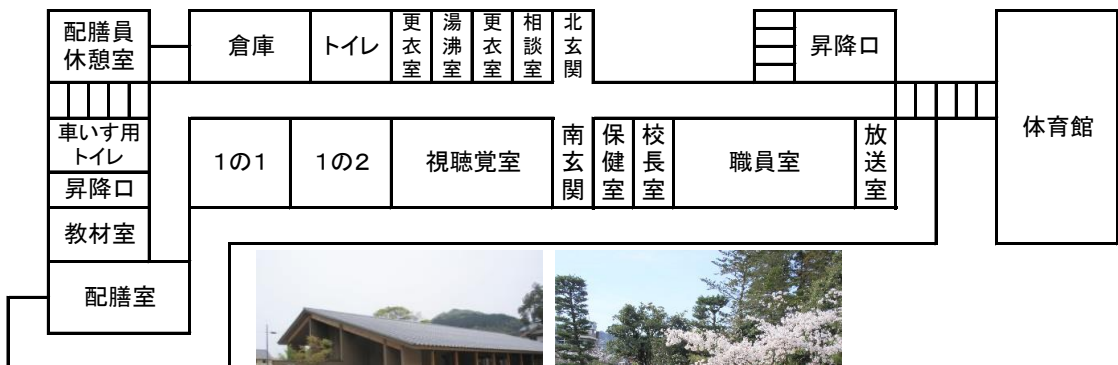 配膳員
休憩室
倉庫
トイレ
更衣室
湯沸室
更衣室
相談室
北玄関
昇降口
体育館
車いす用
トイレ
昇降口
教材室
配膳室
1の1
1の2
視聴覚室
南玄関
保健室
校長室
職員室
放送室